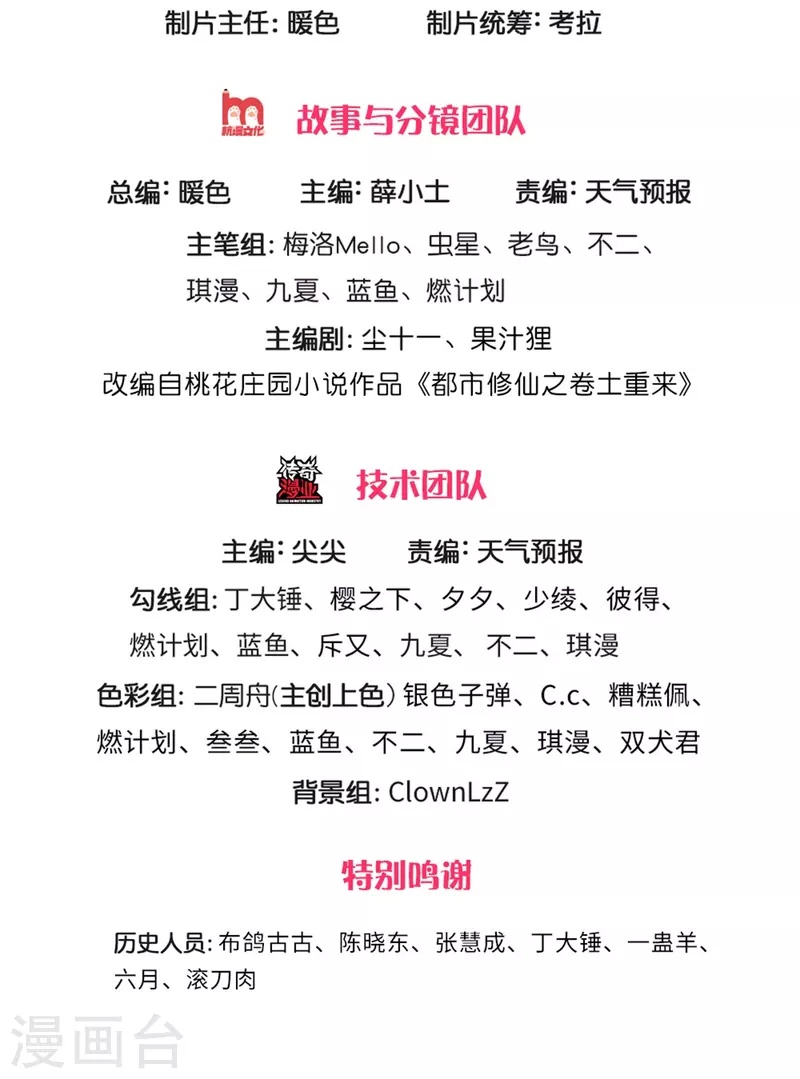 制片主任: 暖色 制片统筹: 考拉
玩漫文化 故事与分镜团队
总编: 暖色 主编: 薛小土 责编: 天气预报
主笔组: 梅洛Mello、虫星、老鸟、不二、
琪漫、九夏、蓝鱼、燃计划
主编剧: 尘十一、果汁狸
改编自桃花庄园小说作品《都市修仙之卷土重来》
传奇漫业 技术团队
主编: 尖尖 责编: 天气预报
勾线组: 丁大锤、樱之下、夕夕、少绫、彼得、
燃计划、蓝鱼、斥又、九夏、 不二、琪漫
色彩组: 二周舟(主创上色) 银色子弹、C.c、糟糕佩、
燃计划、叁叁、蓝鱼、不二、九夏、琪漫、双犬君
背景组: ClownLzZ
特别鸣谢
历史人员: 布鸽古古、陈晓东、张慧成、丁大锤、一蛊羊、
六月、滚刀肉
漫画台